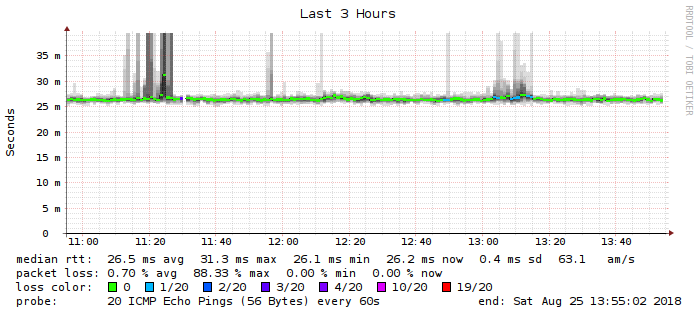 Last 3 Hours
RRDTOOL / TOBI OETIKER
Seconds
35 m
30 m
25 m
20 m
15 m
10 m
5 m
0
11:00 11:20 11:40 12:00 12:20 12:40 13:00 13:20 13:40
median rtt: 26.5 ms avg 31.3 ms max 26.1 ms min 26.2 ms now 0.4 ms sd 63.1 am/s
packet loss: 0.70 % avg 88.33 % max 0.00 % min 0.00 % now
loss color: 0 1/20 2/20 3/20 4/20 10/20 19/20
probe: 20 ICMP Echo Pings (56 Bytes) every 60s end: Sat Aug 25 13:55:02 2018